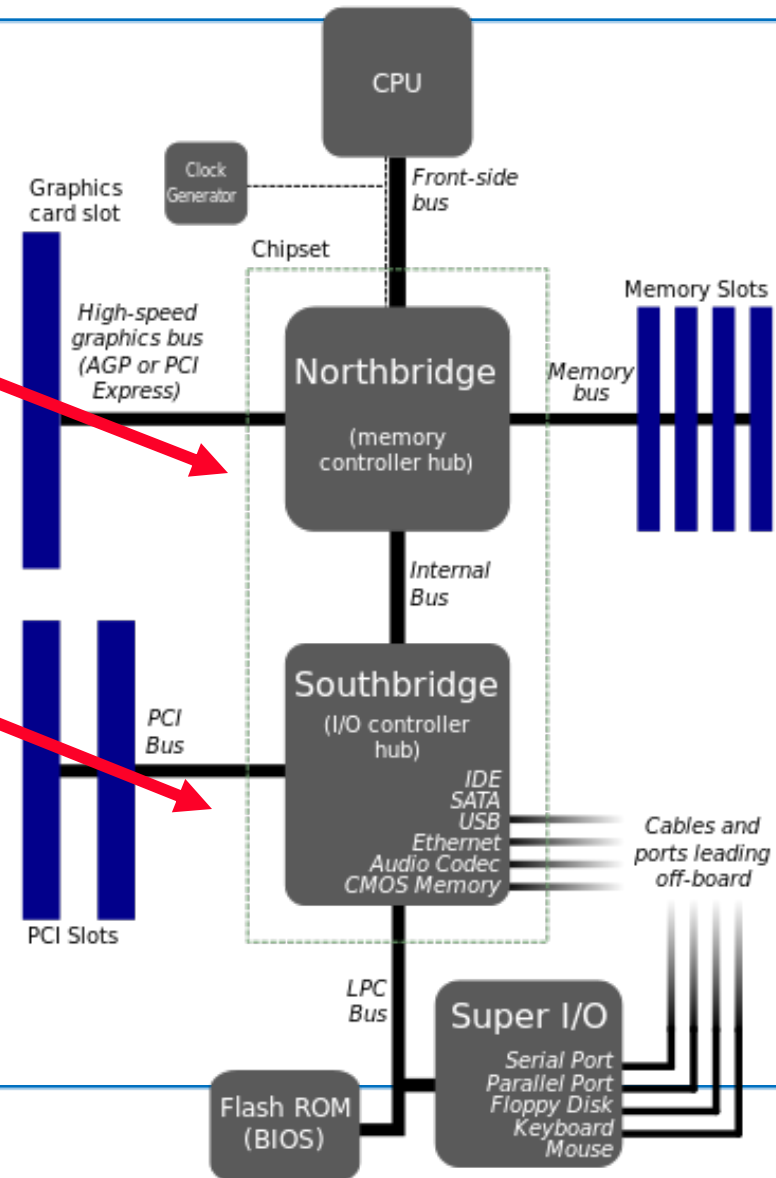 CPU
Clock
Generator
Front-side
bus
Graphics
card slot
Chipset
Memory Slots
High-speed
graphics bus
(AGP or PCI
Express)
Northbridge
(memory
controller hub)
Memory
bus
Internal
Bus
Southbridge
(I/O controller
hub)
IDE
SATA
USB
Ethernet
Audio Codec
CMOS Memory
PCI
Bus
Cables and
ports leading
off-board
PCI Slots
LPC
Bus
Super I/O
Serial Port
Parallel Port
Floppy Disk
Keyboard
Mouse
Flash ROM
(BIOS)